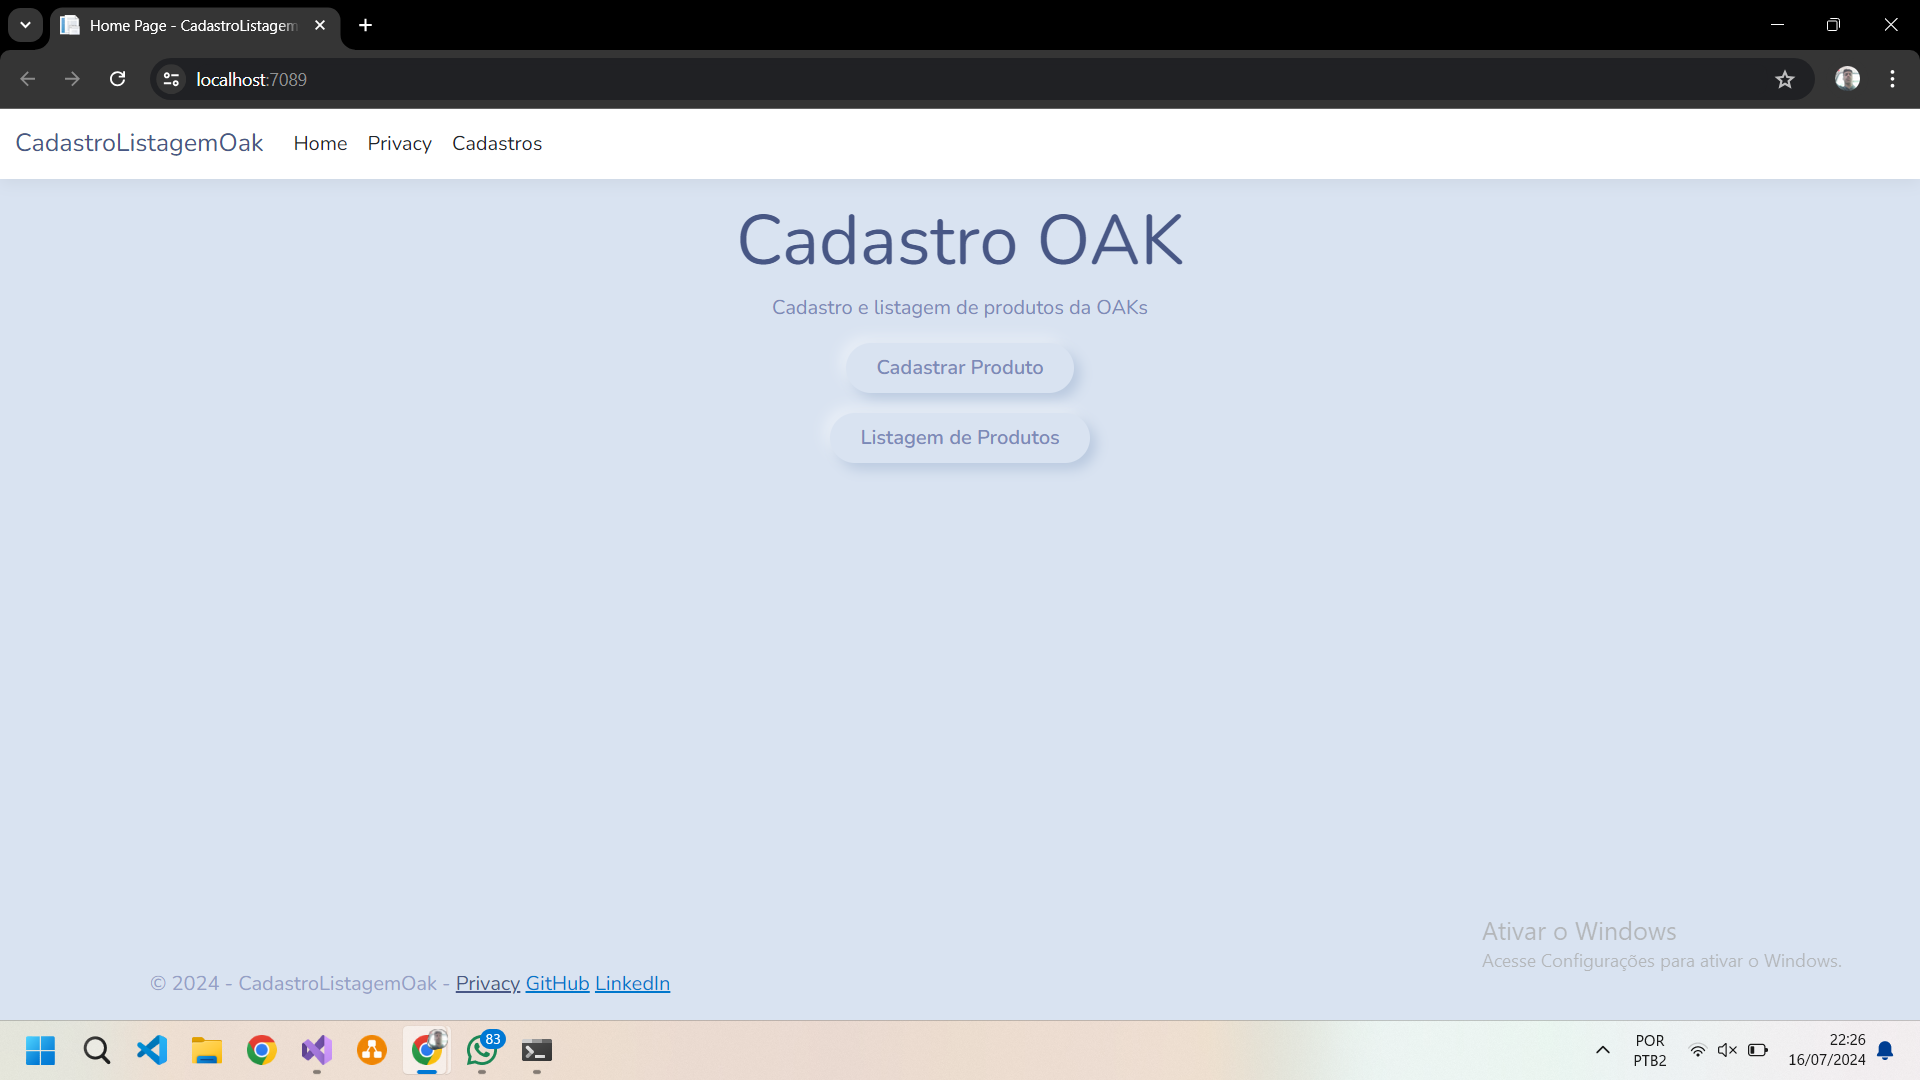 Home Page - CadastroListagem
localhost:7089
CadastroListagemOak Home Privacy Cadastros
Cadastro OAK
Cadastro e listagem de produtos da OAKs
Cadastrar Produto
Listagem de Produtos
Ativar o Windows
Acesse Configurações para ativar o Windows.
© 2024 - CadastroListagemOak - Privacy GitHub LinkedIn
83
POR
PTB2
22:26
16/07/2024